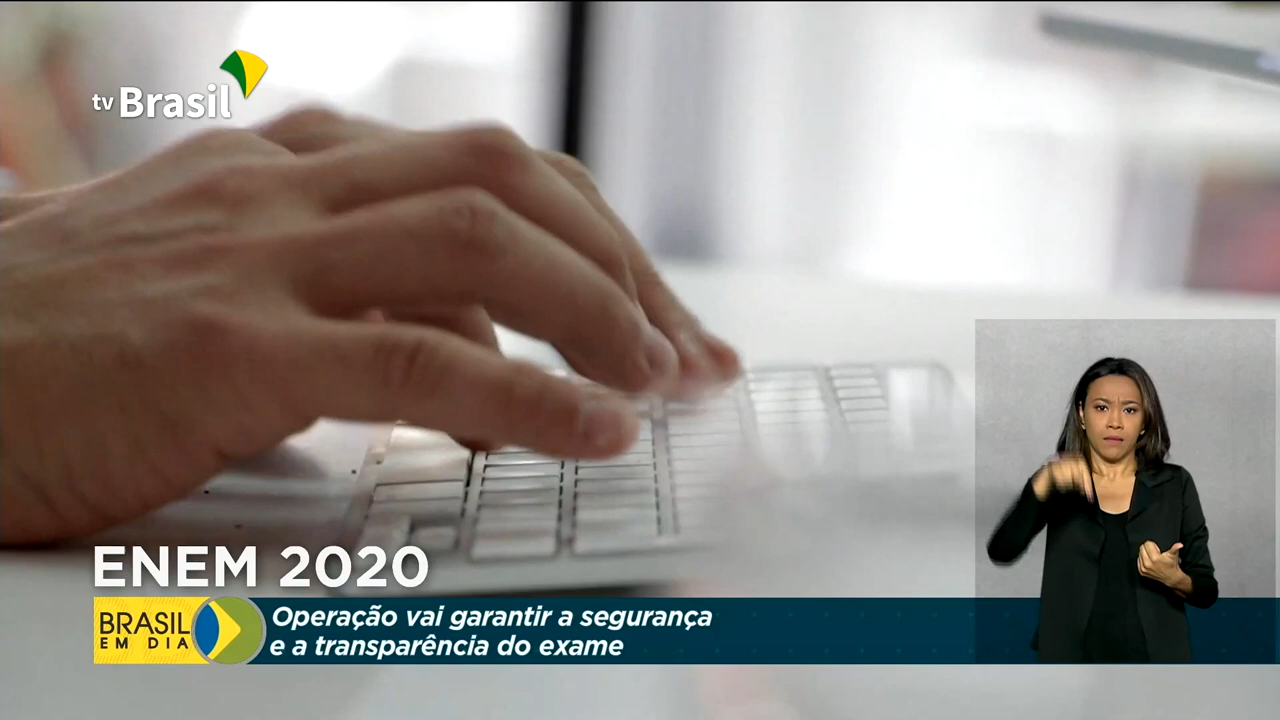 tv Brasil
ENEM 2020
BRASIL
EM DIA
Operação vai garantir a segurança
e a transparência do exame